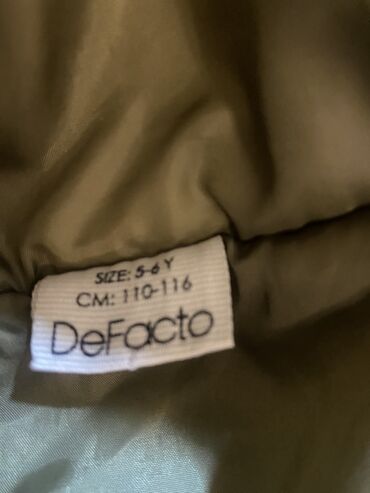 SIZE: 5-6 Y
CM: 110-116
DeFacto